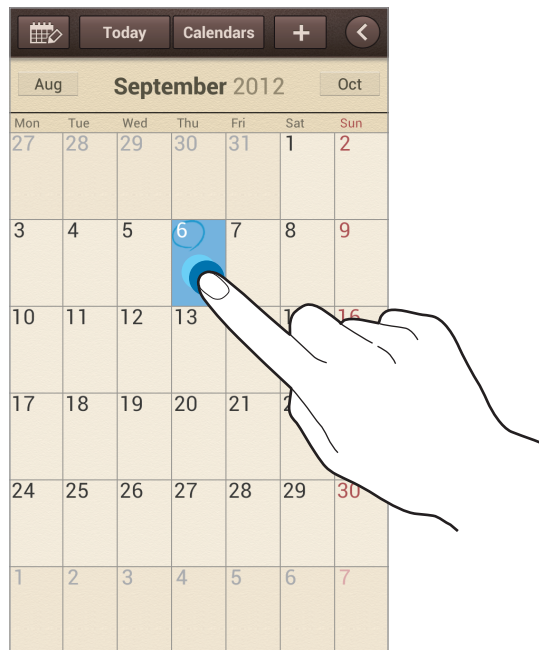 Today Calendars
Aug September 2012 Oct
Mon Tue Wed Thu Fri Sat Sun
27 28 29 30 31 1 2
3 4 5 6 7 8 9
10 11 12 13 16
17 18 19 20 21
24 25 26 27 28 29 30
1 2 3 4 5 6 7